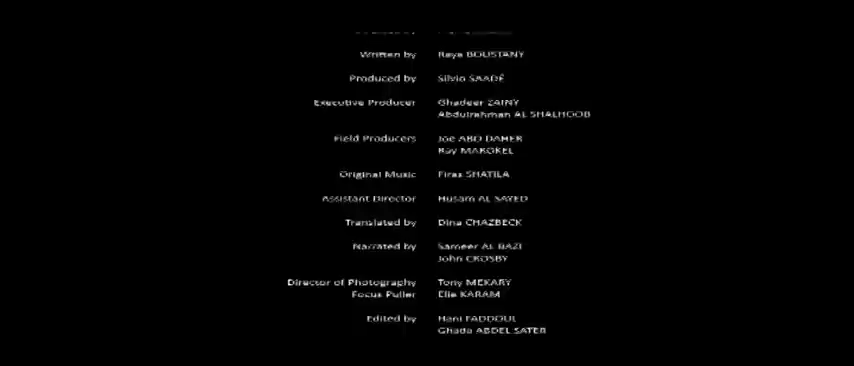 Written by Raya BOUSTANY
Produced by Silvio SAADÉ
Executive Producer Ghadeer ZAINY
Abdulrahman AL SHALHOOB
Field Producers Joe ABO DAHER
Ray
Original Music Firas SHATILA
Assistant Director Husam AL SAYED
Translated by Dina CHAZBECK
Narrated by Sameer AL
John CROSBY
Director of Photography Tony MEKARY
Focus Puller Elie KARAM
Edited by Hani FADDOUL
Ghada ABDEL SATER